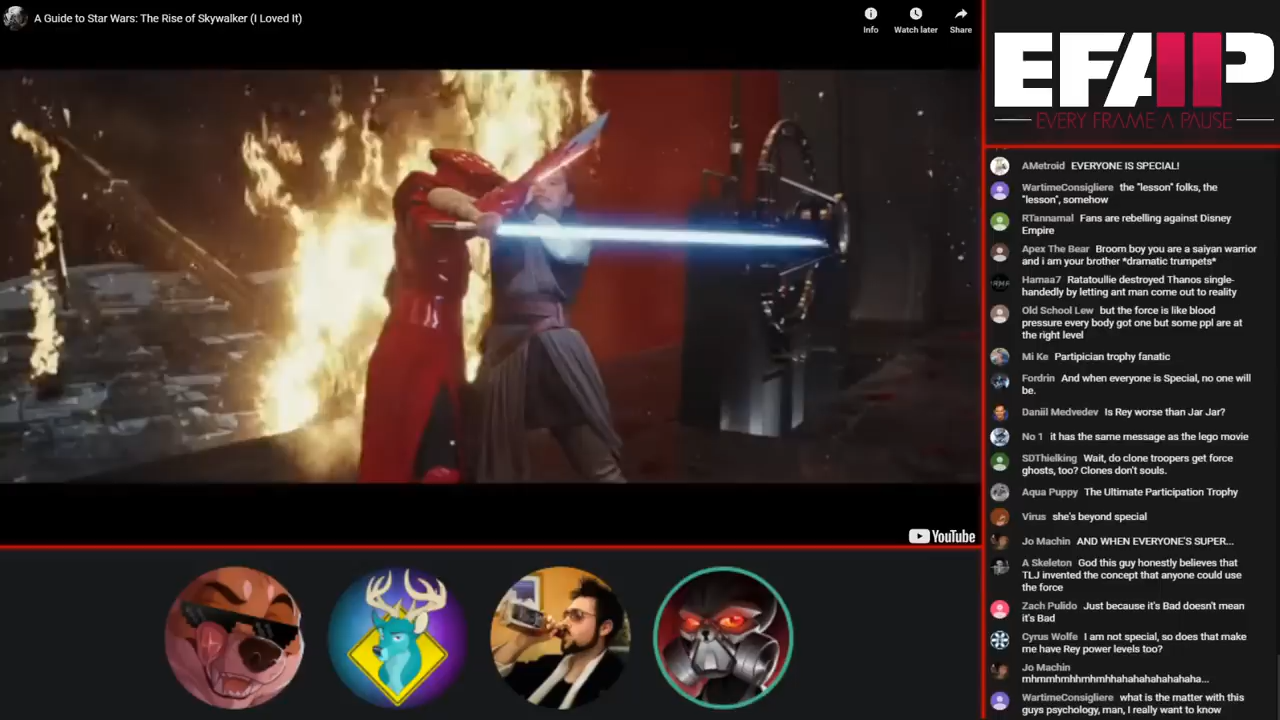 A Guide to Star Wars: The Rise of Skywalker (I Loved It)
Info
Watch later
Share
YouTube
EFAP
EVERY FRAME A PAUSE
AMetroid EVERYONE IS SPECIAL!
WartimeConsigliere the "lesson" folks, the
"lesson", somehow
RTannamal Fans are rebelling against Disney
Empire
Apex The Bear Broom boy you are a saiyan warrior
and i am your brother *dramatic trumpets*
Hamaa7 Ratatoullie destroyed Thanos single-
handedly by letting ant man come out to reality
Old School Lew but the force is like blood
pressure every body got one but some ppl are at
the right level
Mi Ke Partipician trophy fanatic
Fordrin And when everyone is Special, no one will
be.
Daniil Medvedev Is Rey worse than Jar Jar?
No 1 it has the same message as the lego movie
SDThielking Wait, do clone troopers get force
ghosts, too? Clones don't souls.
Aqua Puppy The Ultimate Participation Trophy
Virus she's beyond special
Jo Machin AND WHEN EVERYONE'S SUPER...
A Skeleton God this guy honestly believes that
TLJ invented the concept that anyone could use
the force
Zach Pulido Just because it's Bad doesn't mean
it's Bad
Cyrus Wolfe I am not special, so does that make
me have Rey power levels too?
Jo Machin
mhmmhmhhmhmhhahahahahahahaha...
WartimeConsigliere what is the matter with this
guys psychology, man, I really want to know